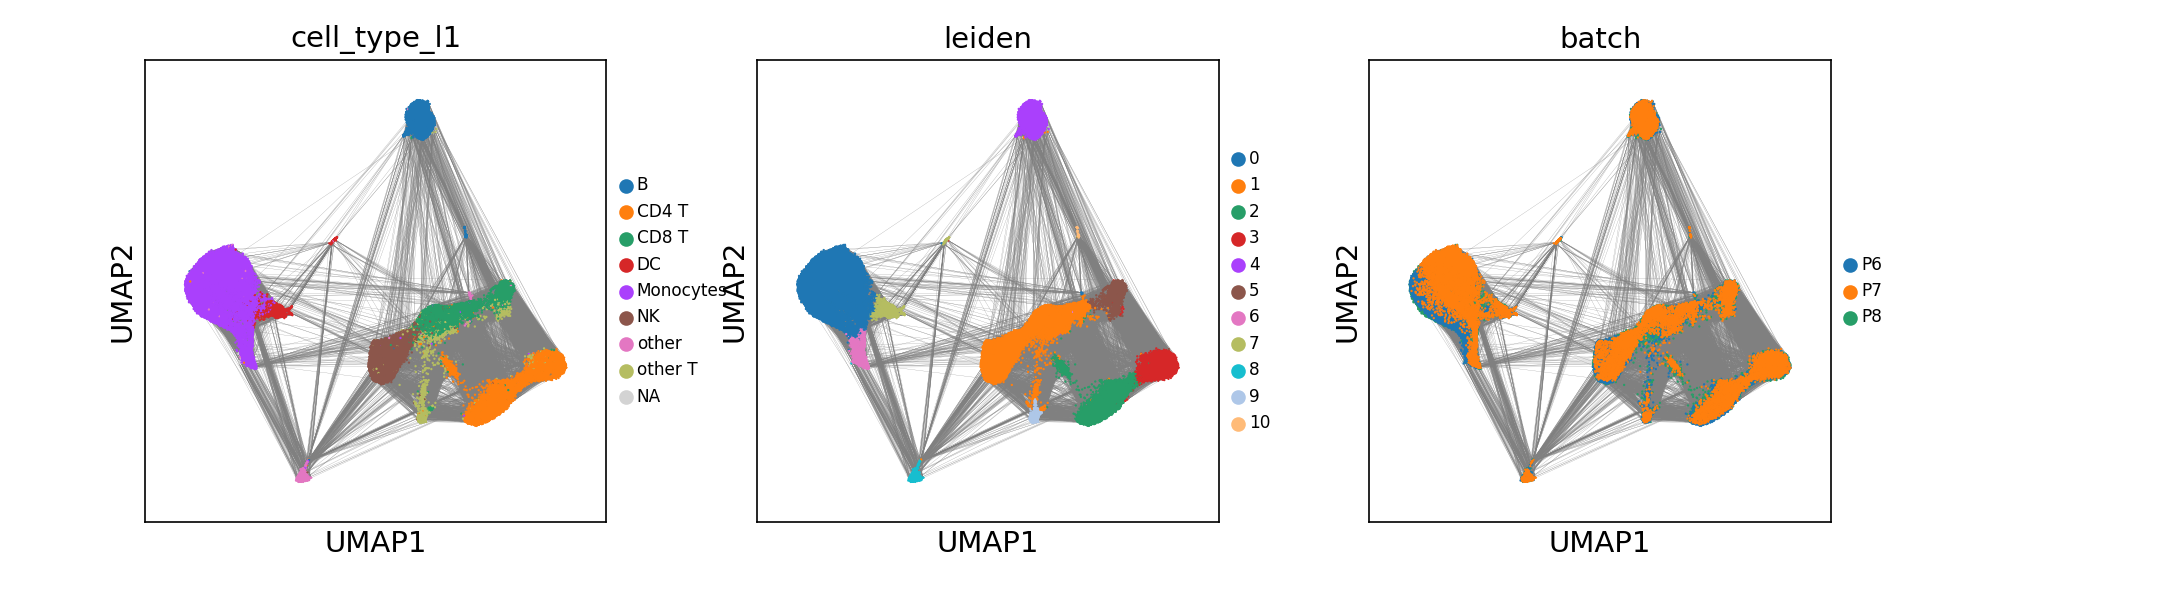 cell_type_l1
UMAP2
UMAP1
B
CD4 T
CD8 T
DC
Monocytes
NK
other
other T
NA
leiden
UMAP2
UMAP1
0
1
2
3
4
5
6
7
8
9
10
batch
UMAP2
UMAP1
P6
P7
P8